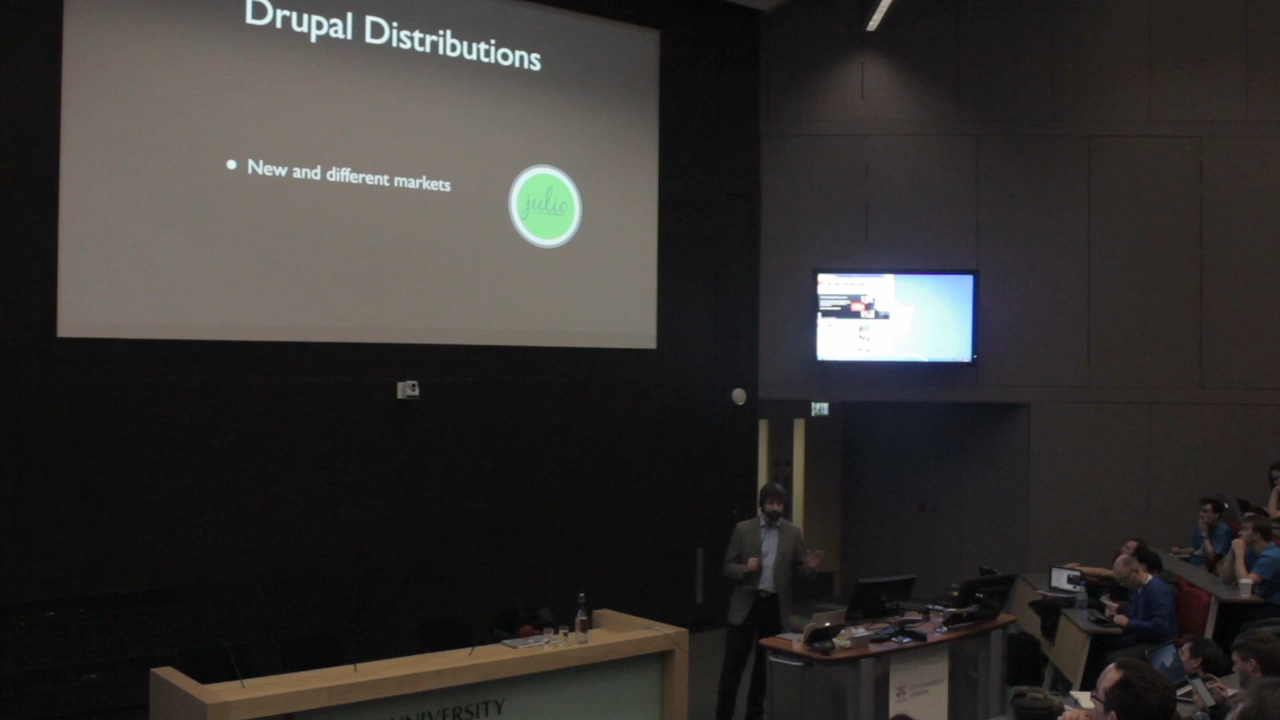 Drupal Distributions
• New and different markets
julio
UNIVERSITY